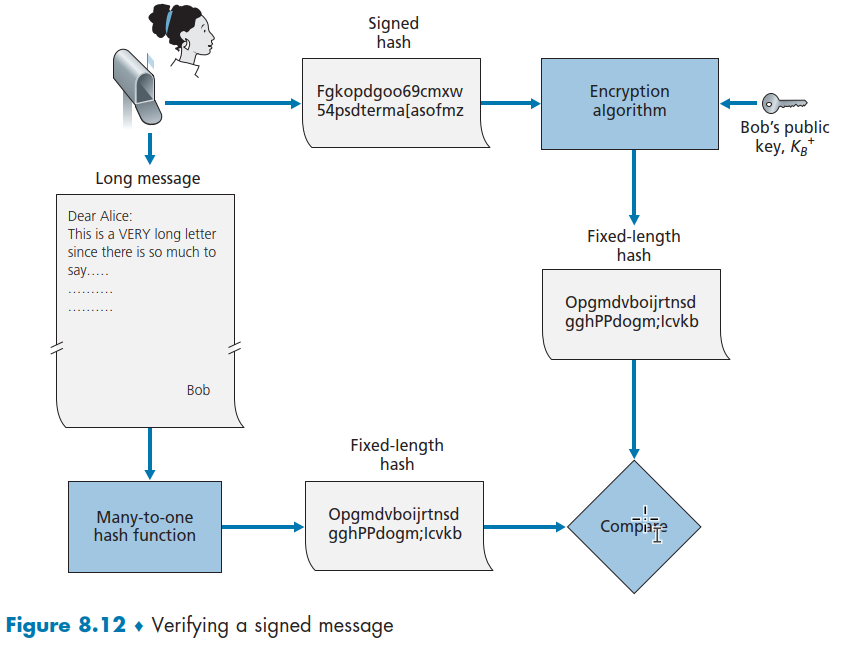 Signed
hash
Fgkopdgoo69cmxw
54psdterma[asofmz
Encryption
algorithm
Bob's public
key, K_B^+
Long message
Dear Alice:
This is a VERY long letter
since there is so much to
say.....
..........
..........
Bob
Fixed-length
hash
Opgmdvboijrtnsd
gghPPdogm;lcvkb
Many-to-one
hash function
Fixed-length
hash
Opgmdvboijrtnsd
gghPPdogm;lcvkb
Compare
Figure 8.12 ♦ Verifying a signed message